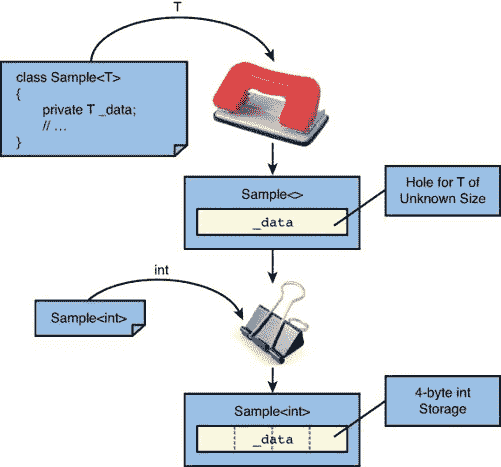 T
class Sample<T>
{
private T _data;
// ...
}
Sample<>
_data
Hole for T of
Unknown Size
int
Sample<int>
Sample<int>
_data
4-byte int
Storage